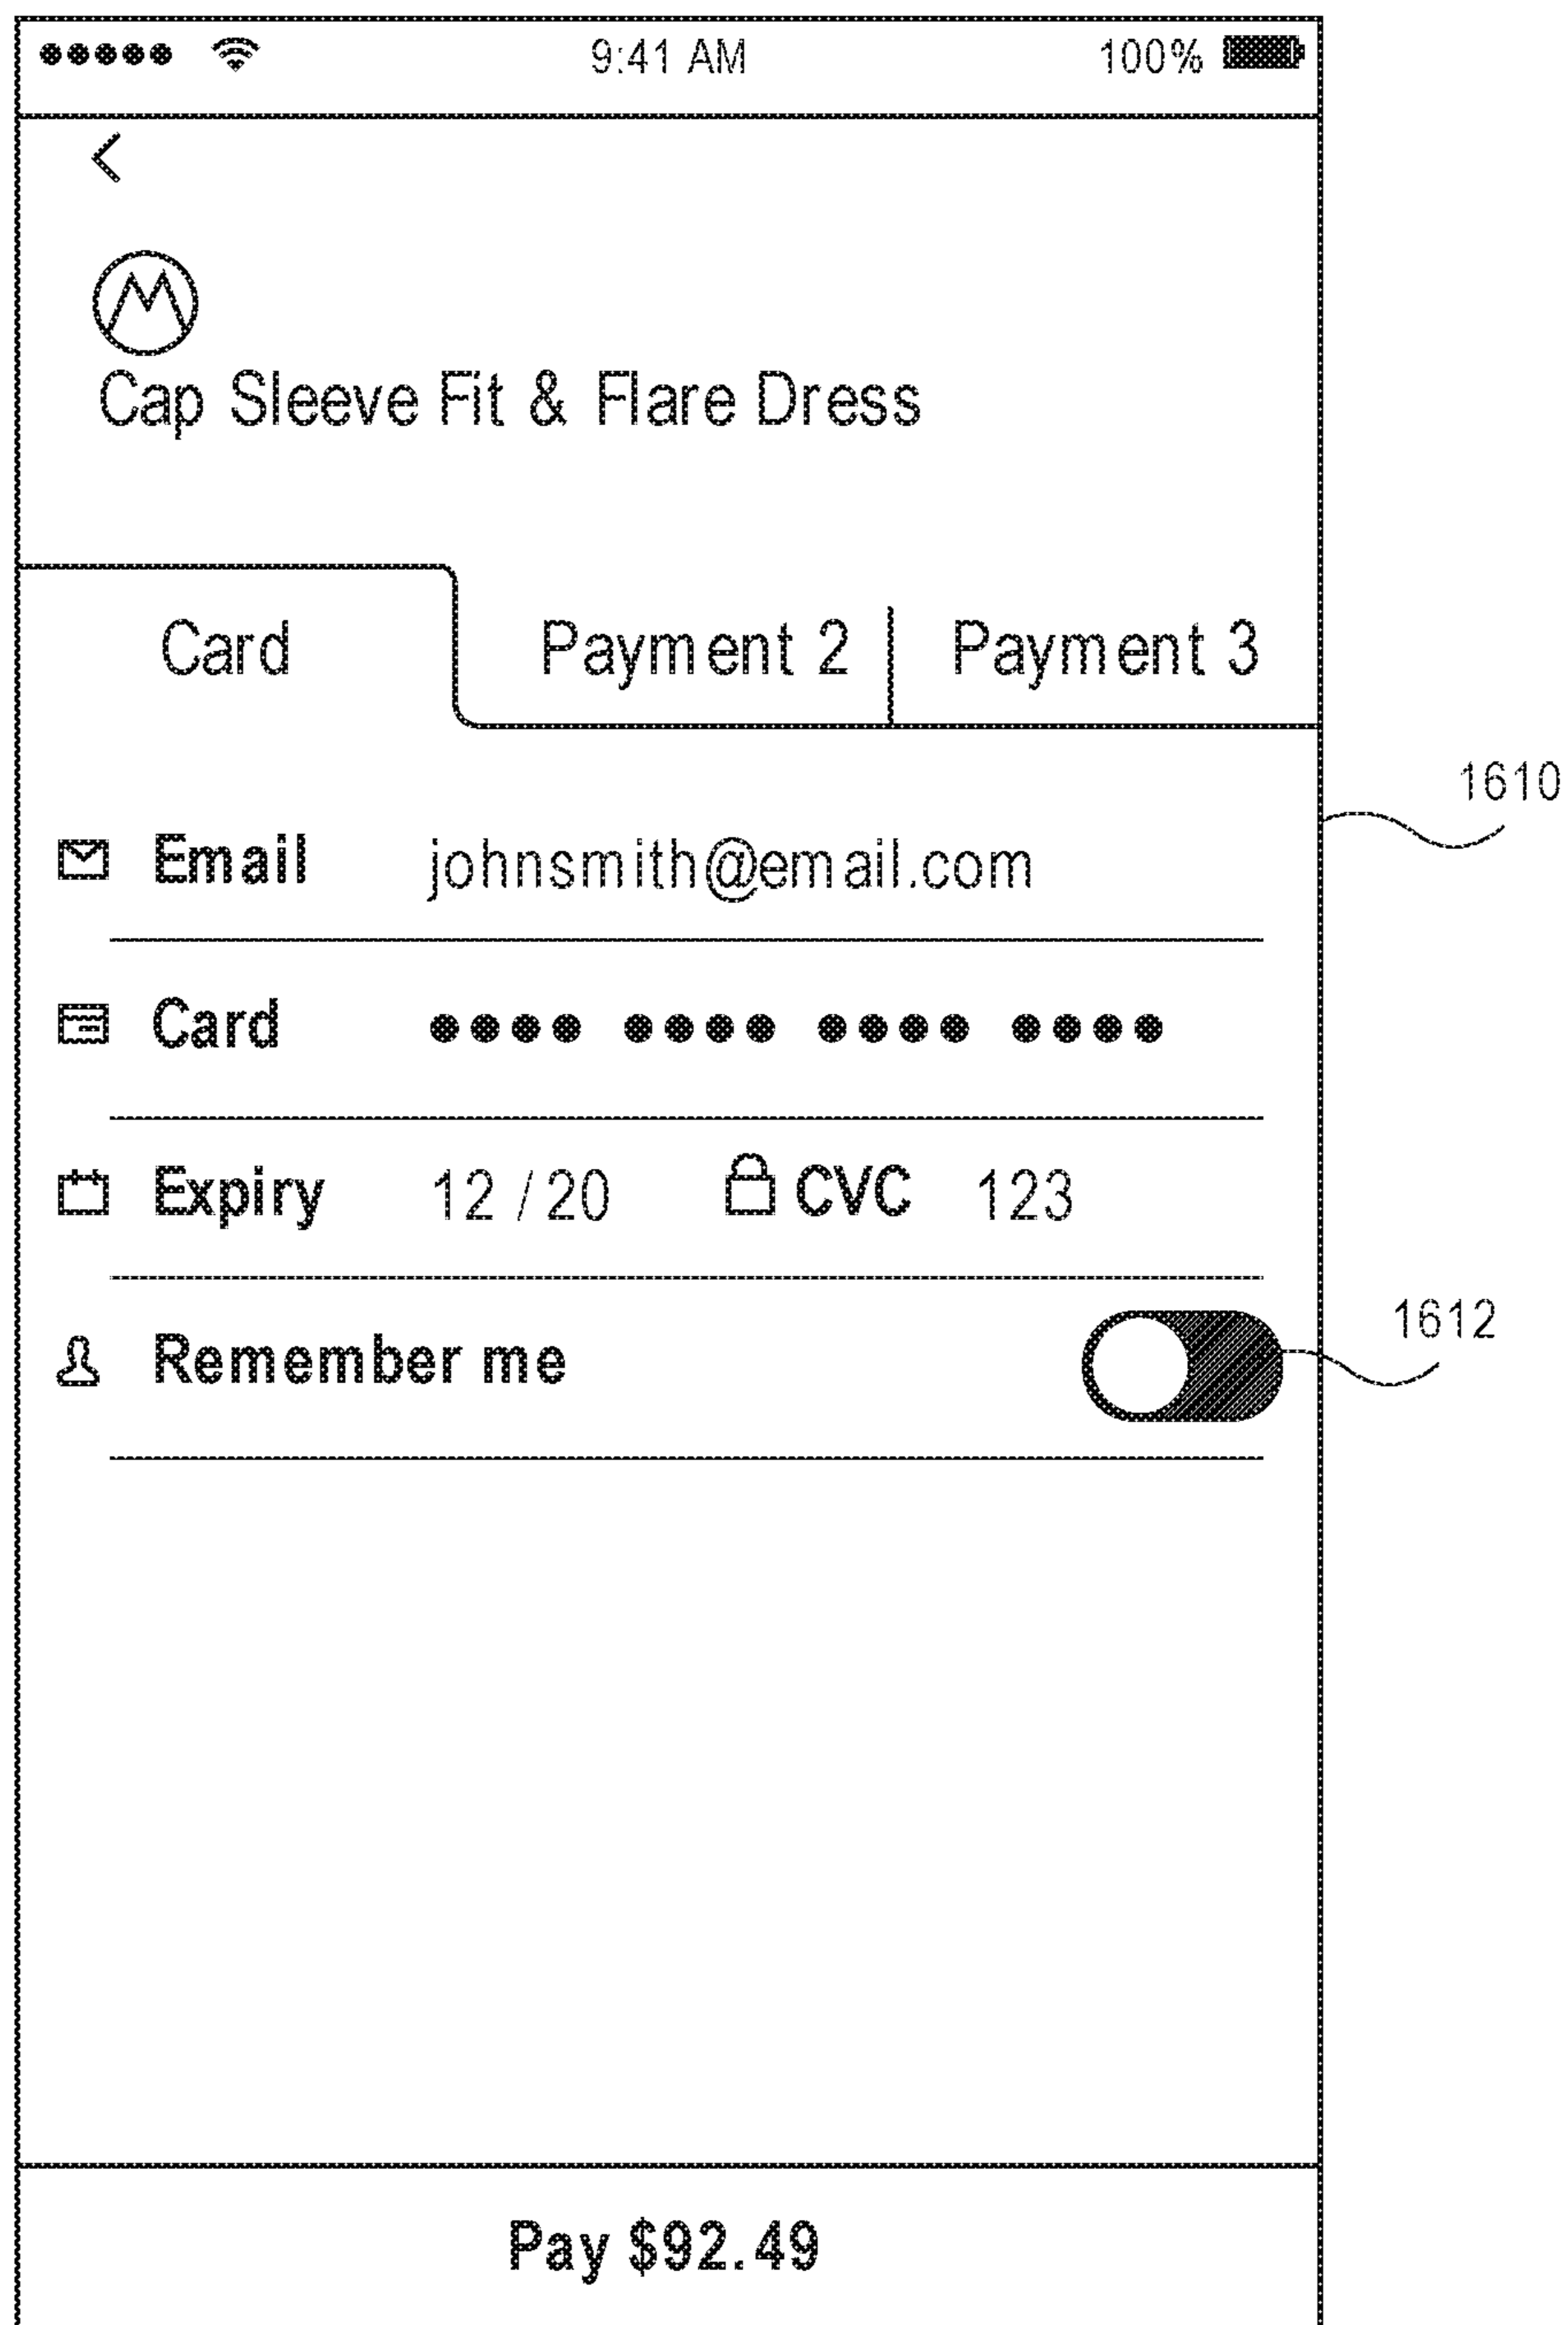 9:41 AM 100%
Cap Sleeve Fit & Flare Dress
Card Payment 2 Payment 3
1610
Email johnsmith@email.com
Card •••• •••• •••• ••••
Expiry 12 / 20 CVC 123
1612
Remember me
Pay $92.49